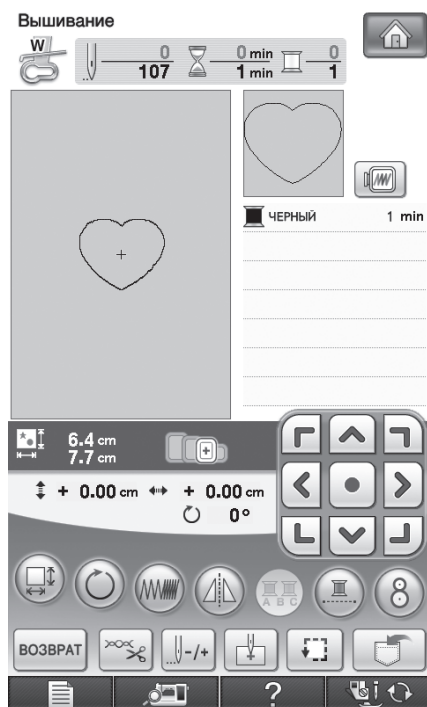 Вышивание
W
0 0 min 0
107 1 min 1
ЧЕРНЫЙ 1 min
6.4 cm
7.7 cm
+ 0.00 cm + 0.00 cm
0°
A B C
8
ВОЗВРАТ
-/+
?